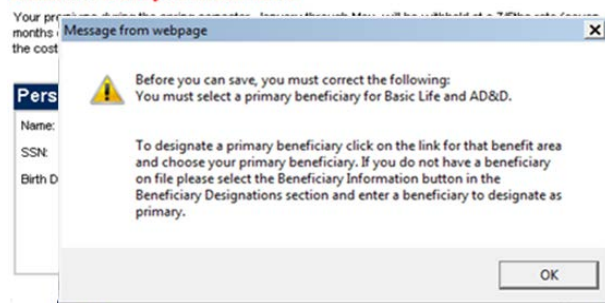 Your premiums during the spring semester, January through May, will be withheld at a 7/5ths rate (seven
months
the cost
Message from webpage
X
Before you can save, you must correct the following:
You must select a primary beneficiary for Basic Life and AD&D.
Pers
Name:
SSN:
Birth D
To designate a primary beneficiary click on the link for that benefit area
and choose your primary beneficiary. If you do not have a beneficiary
on file please select the Beneficiary Information button in the
Beneficiary Designations section and enter a beneficiary to designate as
primary.
OK